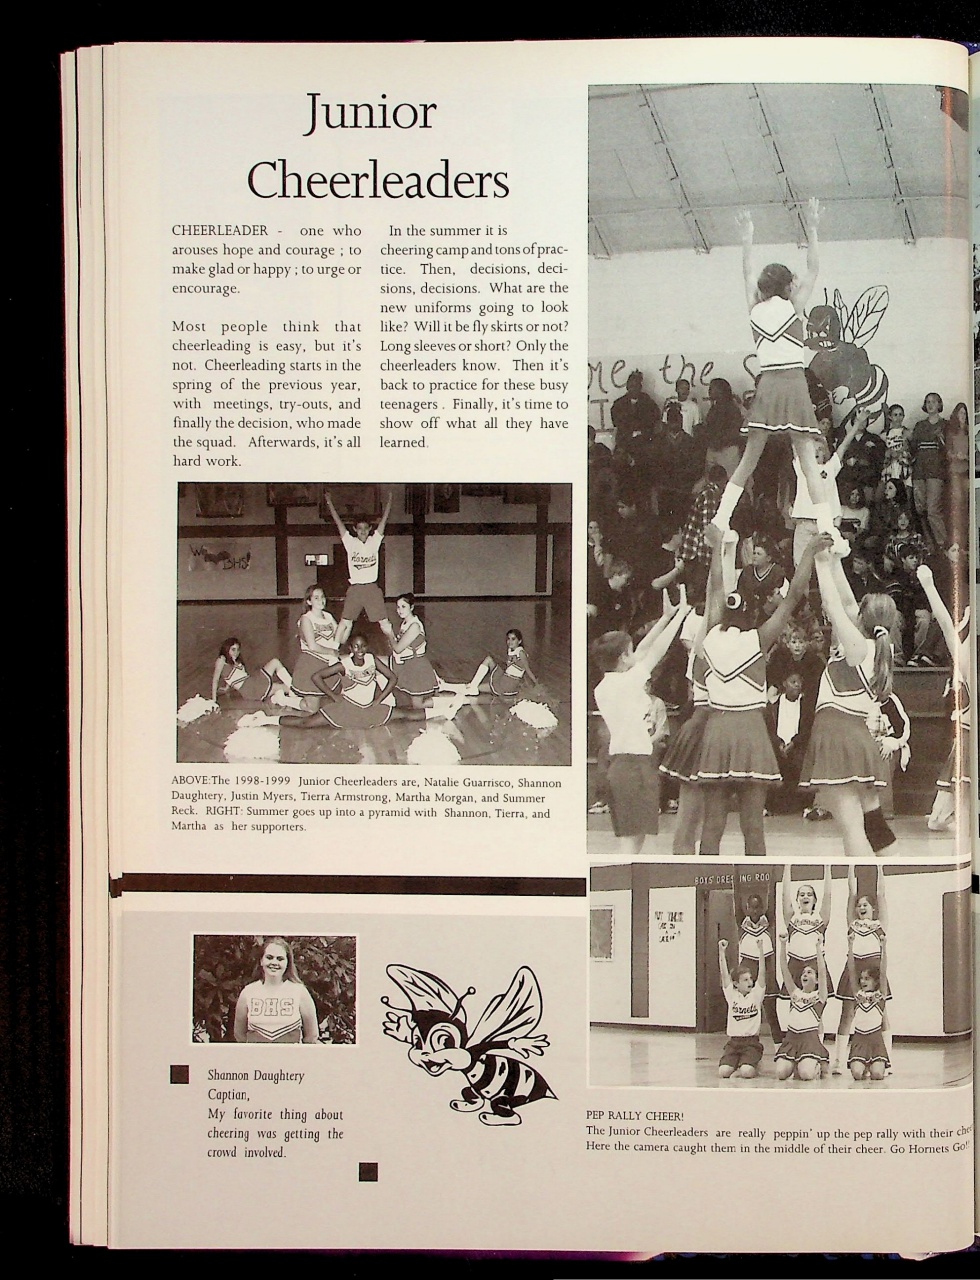 Junior
Cheerleaders
CHEERLEADER - one who
arouses hope and courage ; to
make glad or happy ; to urge or
encourage.
Most people think that
cheerleading is easy, but it's
not. Cheerleading starts in the
spring of the previous year,
with meetings, try-outs, and
finally the decision, who made
the squad. Afterwards, it's all
hard work.
In the summer it is
cheering camp and tons of prac-
tice. Then, decisions, deci-
sions, decisions. What are the
new uniforms going to look
like? Will it be fly skirts or not?
Long sleeves or short? Only the
cheerleaders know. Then it's
back to practice for these busy
teenagers . Finally, it's time to
show off what all they have
learned.
me the S
BHS
Hornets
ABOVE:The 1998-1999 Junior Cheerleaders are, Natalie Guarrisco, Shannon
Daughtery, Justin Myers, Tierra Armstrong, Martha Morgan, and Summer
Reck. RIGHT: Summer goes up into a pyramid with Shannon, Tierra, and
Martha as her supporters.
BOYS DRES ING ROO
Hornets
BHS
Shannon Daughtery
Captian,
My favorite thing about
cheering was getting the
crowd involved.
PEP RALLY CHEER!
The Junior Cheerleaders are really peppin' up the pep rally with their
Here the camera caught them in the middle of their cheer. Go Hornets Go!